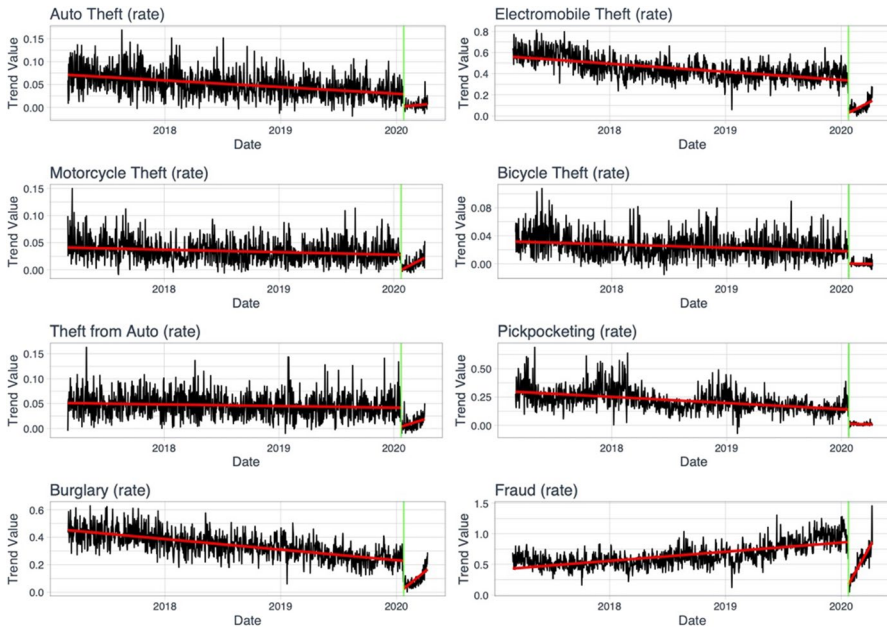 Auto Theft (rate)
Trend Value
0.15
0.10
0.05
0.00
2018
2019
2020
Date
Electromobile Theft (rate)
Trend Value
0.8
0.6
0.4
0.2
0.0
2018
2019
2020
Date
Motorcycle Theft (rate)
Trend Value
0.15
0.10
0.05
0.00
2018
2019
2020
Date
Bicycle Theft (rate)
Trend Value
0.08
0.04
0.00
2018
2019
2020
Date
Theft from Auto (rate)
Trend Value
0.15
0.10
0.05
0.00
2018
2019
2020
Date
Pickpocketing (rate)
Trend Value
0.50
0.25
0.00
2018
2019
2020
Date
Burglary (rate)
Trend Value
0.6
0.4
0.2
0.0
2018
2019
2020
Date
Fraud (rate)
Trend Value
1.5
1.0
0.5
0.0
2018
2019
2020
Date